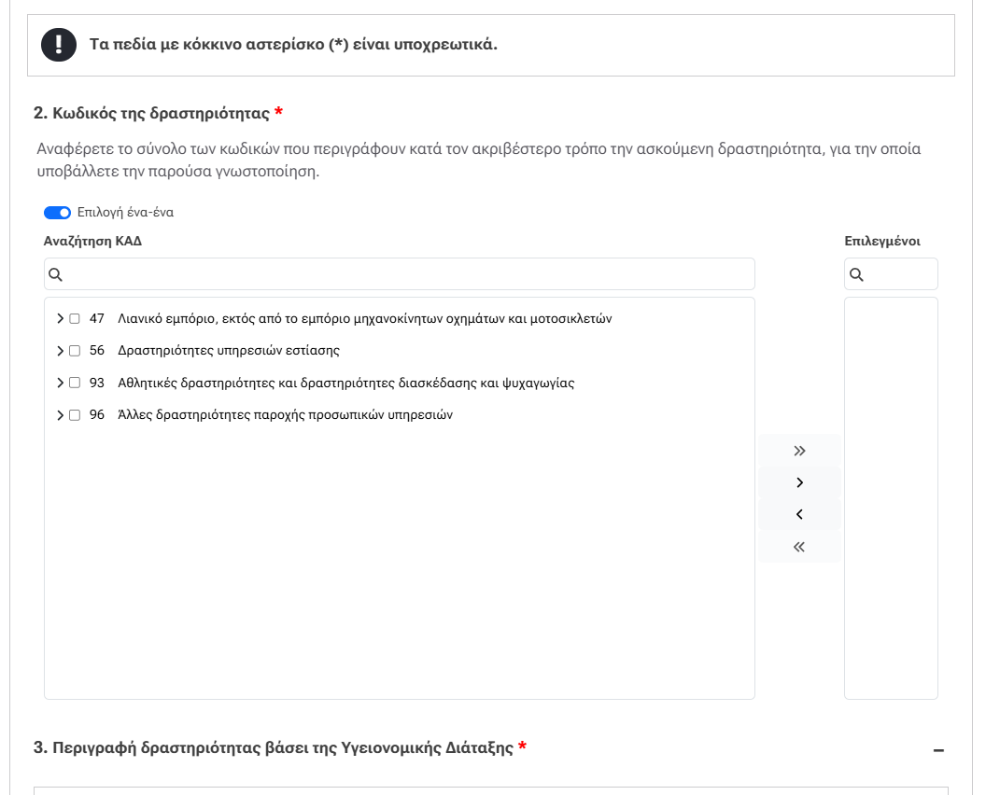 Τα πεδία με κόκκινο αστερίσκο (*) είναι υποχρεωτικά.
2. Κωδικός της δραστηριότητας *
Αναφέρετε το σύνολο των κωδικών που περιγράφουν κατά τον ακριβέστερο τρόπο την ασκούμενη δραστηριότητα, για την οποία
υποβάλλετε την παρούσα γνωστοποίηση.
Επιλογή ένα-ένα
Αναζήτηση ΚΑΔ
Επιλεγμένοι
47 Λιανικό εμπόριο, εκτός από το εμπόριο μηχανοκίνητων οχημάτων και μοτοσικλετών
56 Δραστηριότητες υπηρεσιών εστίασης
93 Αθλητικές δραστηριότητες και δραστηριότητες διασκέδασης και ψυχαγωγίας
96 Άλλες δραστηριότητες παροχής προσωπικών υπηρεσιών
3. Περιγραφή δραστηριότητας βάσει της Υγειονομικής Διάταξης *